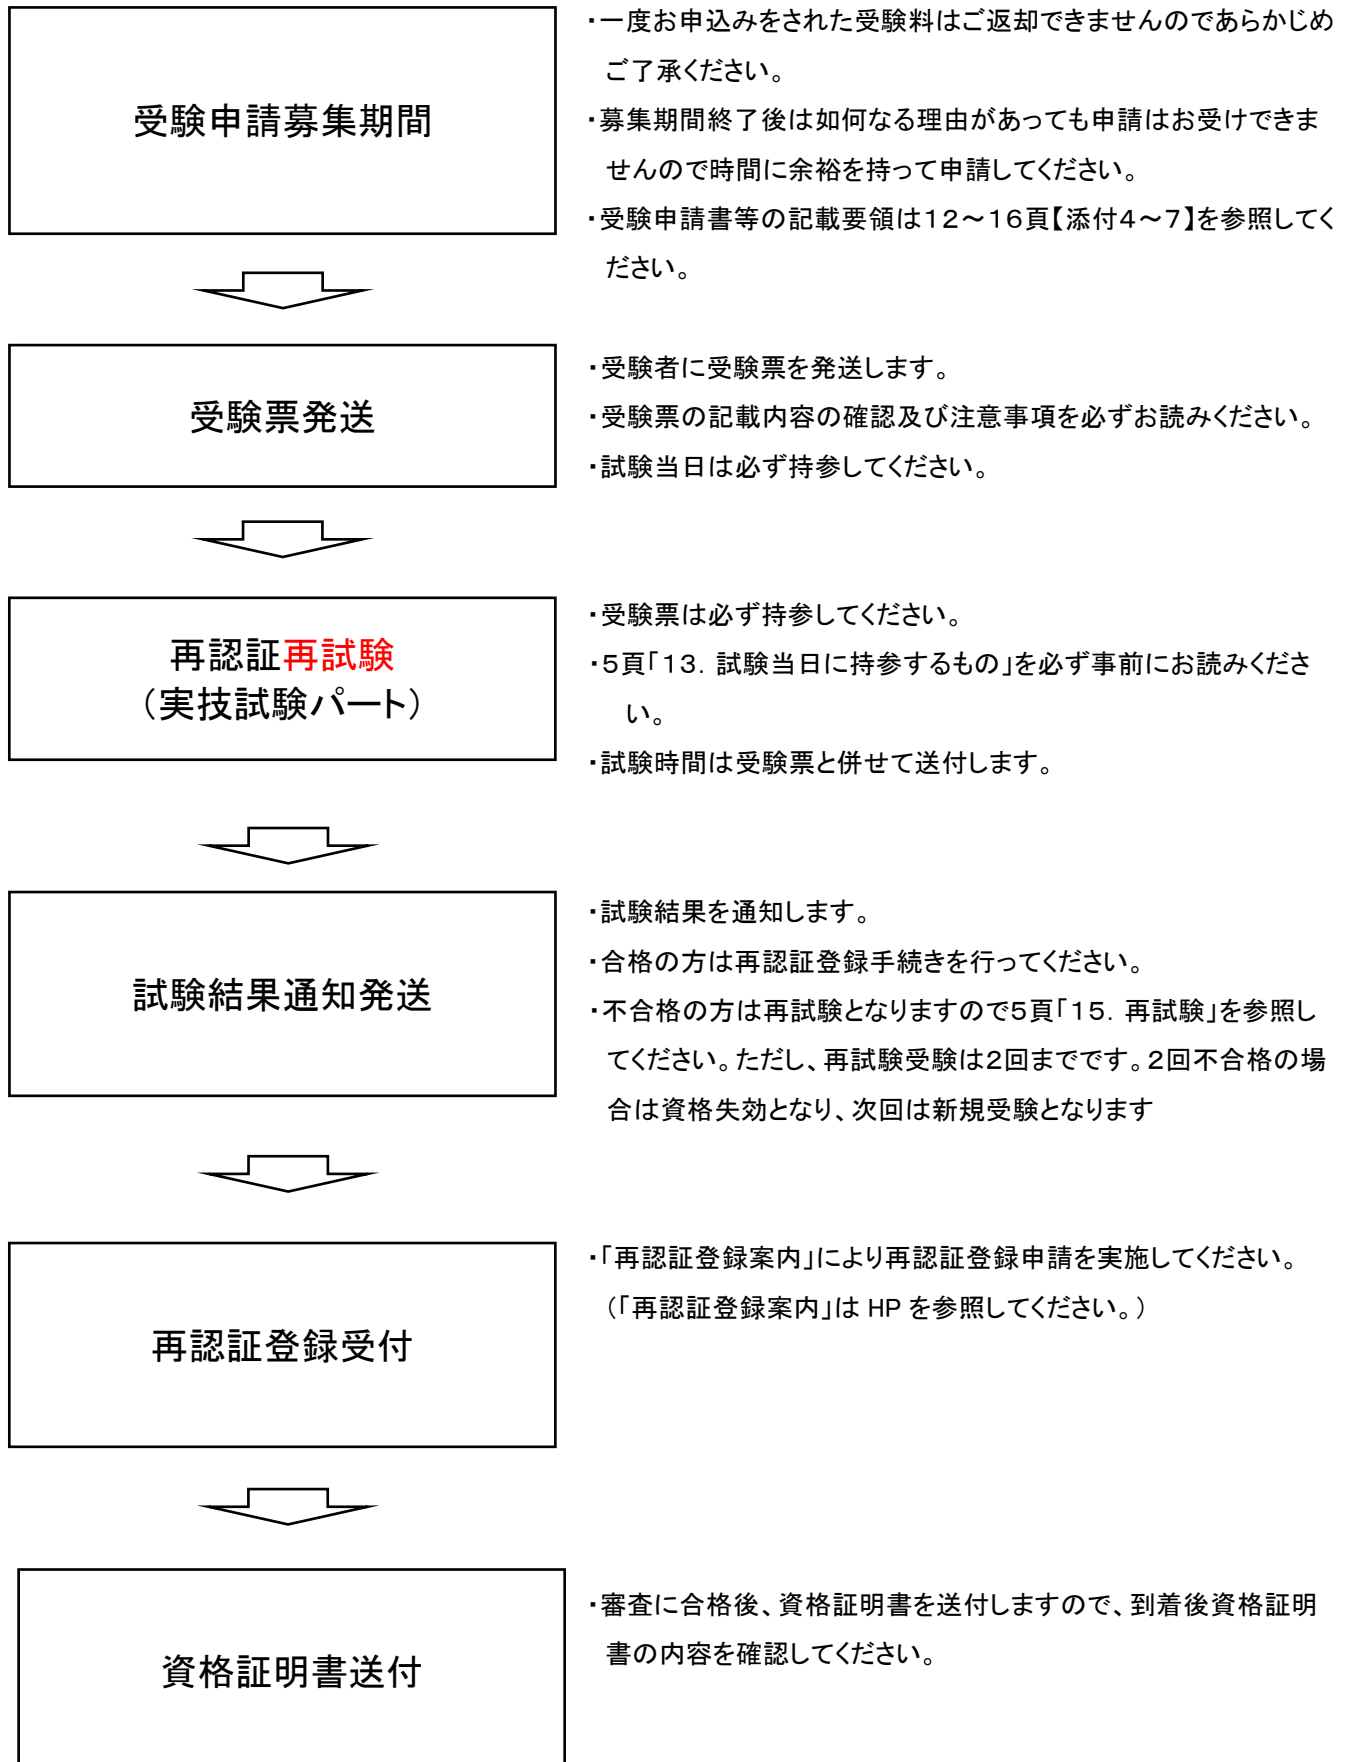 受験申請募集期間
・一度お申込みをされた受験料はご返却できませんのであらかじめ
ご了承ください。
・募集期間終了後は如何なる理由があっても申請はお受けできま
せんので時間に余裕を持って申請してください。
・受験申請書等の記載要領は12～16頁【添付4～7】を参照してく
ださい。
受験票発送
・受験者に受験票を発送します。
・受験票の記載内容の確認及び注意事項を必ずお読みください。
・試験当日は必ず持参してください。
再認証再試験
（実技試験パート）
・受験票は必ず持参してください。
・5頁「13．試験当日に持参するもの」を必ず事前にお読みくださ
い。
・試験時間は受験票と併せて送付します。
試験結果通知発送
・試験結果を通知します。
・合格の方は再認証登録手続きを行ってください。
・不合格の方は再試験となりますので5頁「15．再試験」を参照し
てください。ただし、再試験受験は2回までです。2回不合格の場
合は資格失効となり、次回は新規受験となります
再認証登録受付
・「再認証登録案内」により再認証登録申請を実施してください。
（「再認証登録案内」は HP を参照してください。）
資格証明書送付
・審査に合格後、資格証明書を送付しますので、到着後資格証明
書の内容を確認してください。